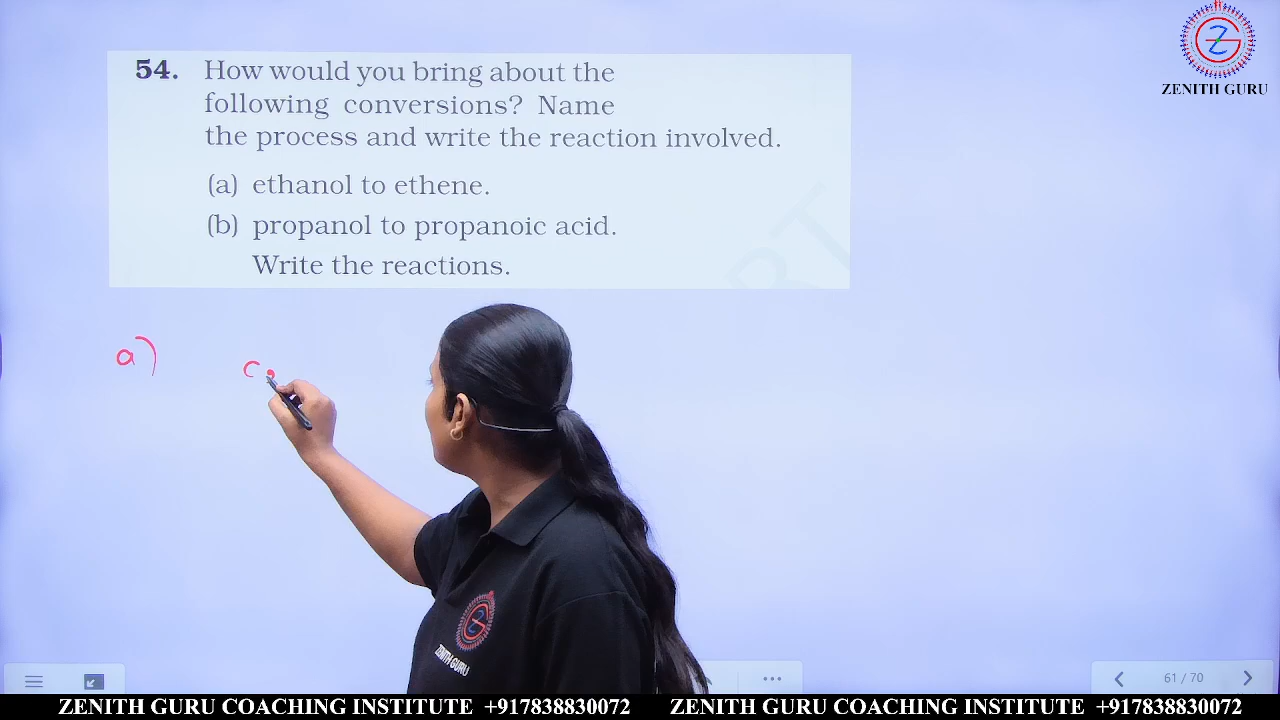 ZENITH GURU
54. How would you bring about the
following conversions? Name
the process and write the reaction involved.
(a) ethanol to ethene.
(b) propanol to propanoic acid.
Write the reactions.
a) C
ZENITH GURU
61 / 70
ZENITH GURU COACHING INSTITUTE +917838830072 ZENITH GURU COACHING INSTITUTE +917838830072